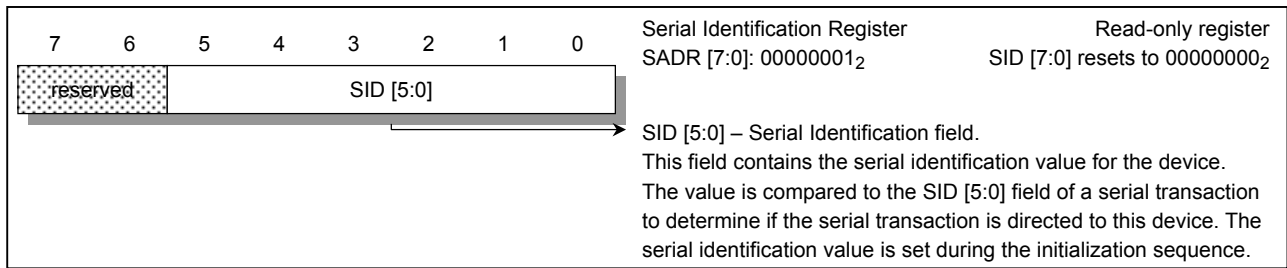 7 6 5 4 3 2 1 0
reserved SID [5:0]
Serial Identification Register Read-only register
SADR [7:0]: 00000001₂ SID [7:0] resets to 00000000₂
SID [5:0] – Serial Identification field.
This field contains the serial identification value for the device.
The value is compared to the SID [5:0] field of a serial transaction
to determine if the serial transaction is directed to this device. The
serial identification value is set during the initialization sequence.